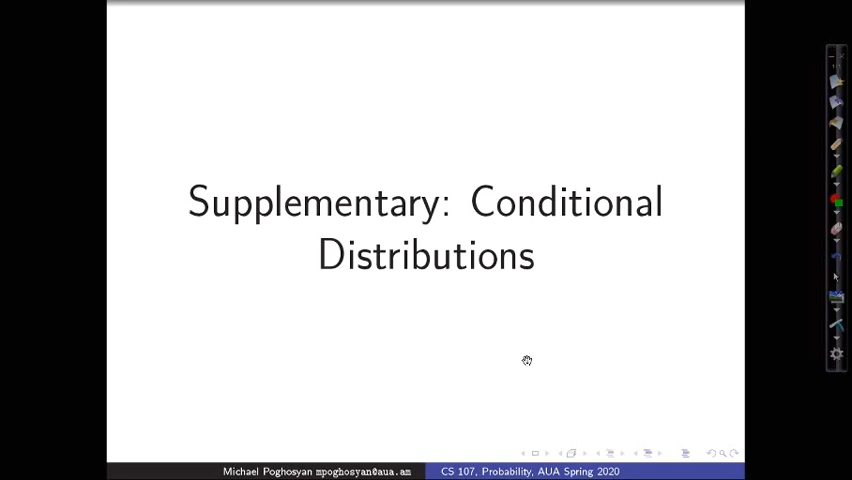 Supplementary: Conditional
Distributions
Michael Poghosyan mpoghosyan@aua.am CS 107, Probability, AUA Spring 2020